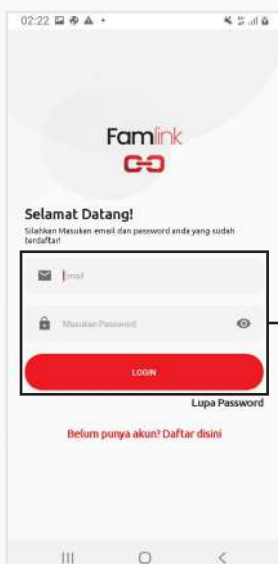 02:22
Famlink
Selamat Datang!
Silahkan Masukan email dan password anda yang sudah
terdaftar!
Email
Masukan Password
LOGIN
Lupa Password
Belum punya akun? Daftar disini